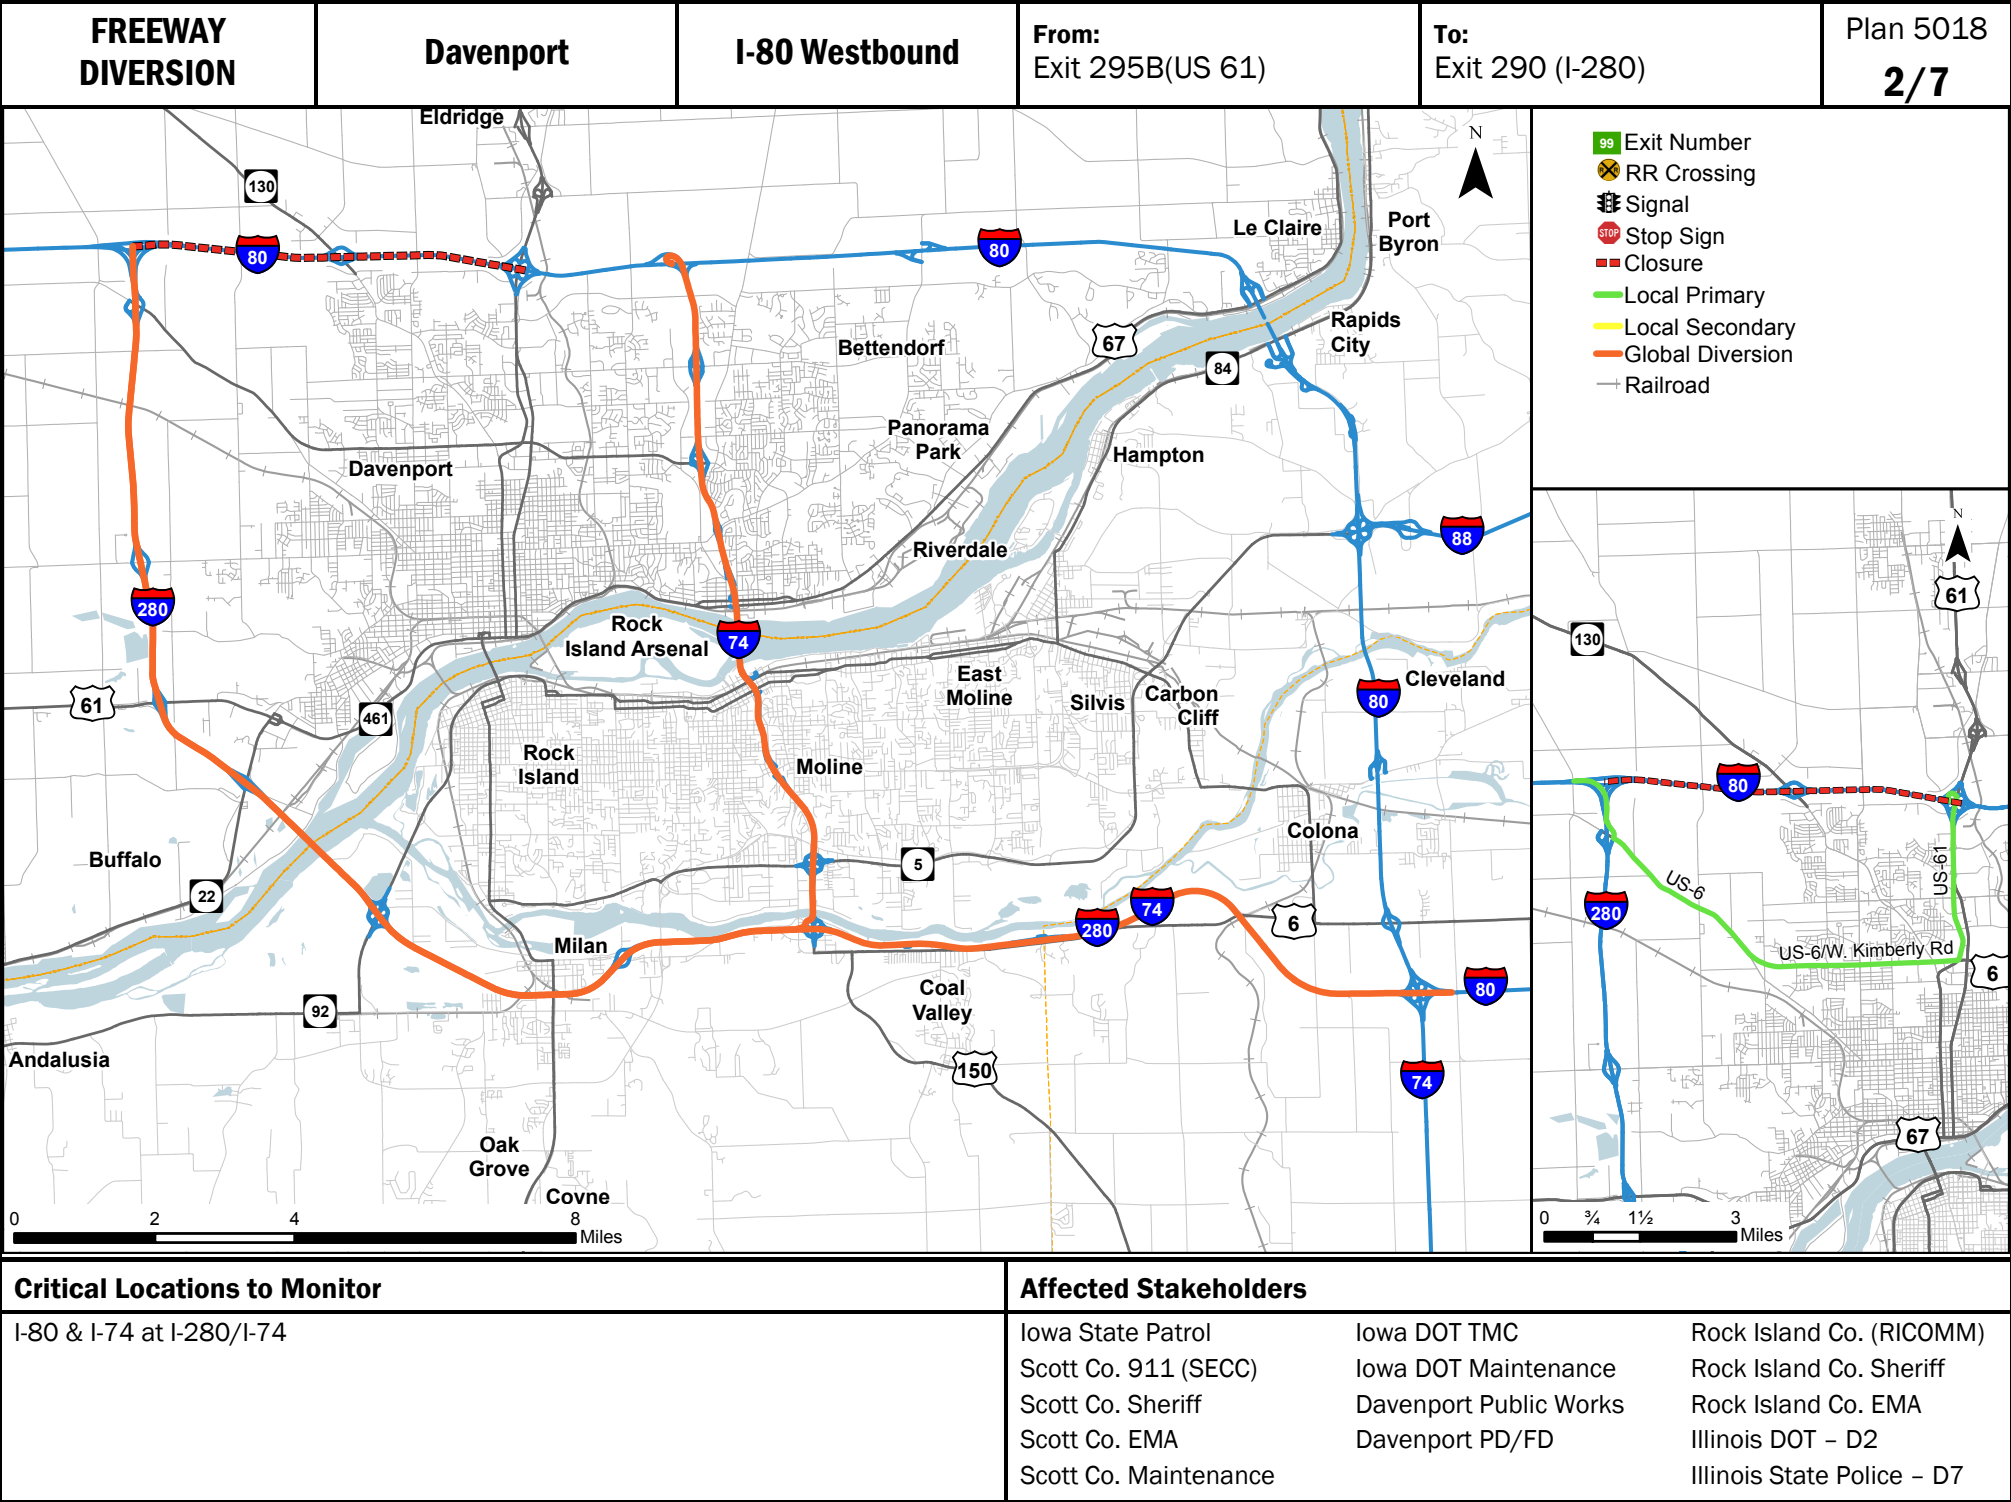 FREEWAY
DIVERSION
Davenport
I-80 Westbound
From:
Exit 295B(US 61)
To:
Exit 290 (I-280)
Plan 5018
2/7
Eldridge
130
80
80
N
Le Claire
Port
Byron
Rapids
City
67
84
Bettendorf
Panorama
Park
Hampton
Davenport
Riverdale
88
280
Rock
Island Arsenal
74
East
Moline
Silvis
Carbon
Cliff
Cleveland
80
61
461
Rock
Island
Moline
Colona
Buffalo
22
5
74
280
6
Milan
Coal
Valley
80
92
Andalusia
150
74
Oak
Grove
Coyne
0
2
4
8
Miles
99
Exit Number
RR Crossing
Signal
STOP
Stop Sign
Closure
Local Primary
Local Secondary
Global Diversion
Railroad
N
61
130
80
US-61
US-6
280
US-6/W. Kimberly Rd
6
67
0
¾
1½
3
Miles
Critical Locations to Monitor
I-80 & I-74 at I-280/I-74
Affected Stakeholders
Iowa State Patrol
Scott Co. 911 (SECC)
Scott Co. Sheriff
Scott Co. EMA
Scott Co. Maintenance
Iowa DOT TMC
Iowa DOT Maintenance
Davenport Public Works
Davenport PD/FD
Rock Island Co. (RICOMM)
Rock Island Co. Sheriff
Rock Island Co. EMA
Illinois DOT – D2
Illinois State Police – D7